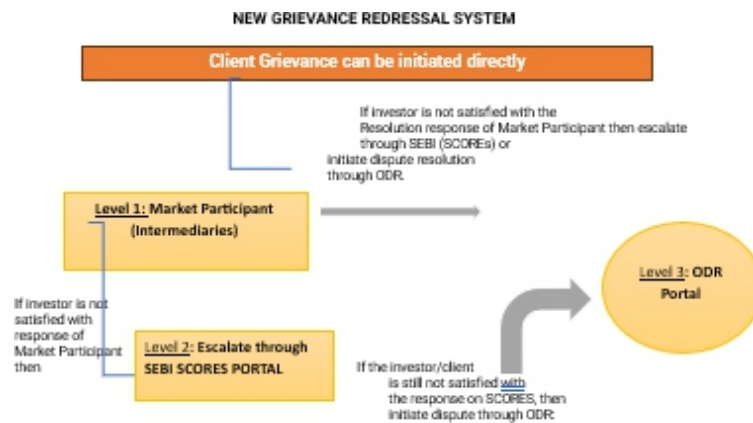 NEW GRIEVANCE REDRESSAL SYSTEM
Client Grievance can be initiated directly
If investor is not satisfied with the
Resolution response of Market Participant then escalate
through SEBI (SCOREs) or
initiate dispute resolution
through ODR.
Level 1: Market Participant
(Intermediaries)
Level 3: ODR
Portal
If investor is not
satisfied with
response of
Market Participant
then
Level 2: Escalate through
SEBI SCORES PORTAL
If the investor/client
is still not satisfied with
the response on SCORES, then
initiate dispute through ODR: